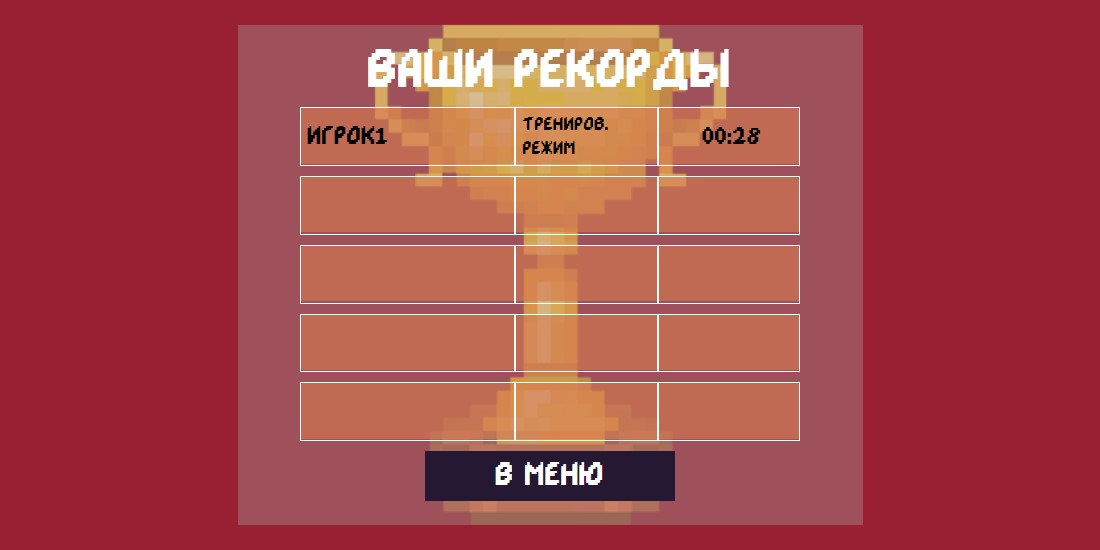 ВАШИ РЕКОРДЫ
ИГРОК1
ТРЕНИРОВ.
РЕЖИМ
00:28
В МЕНЮ